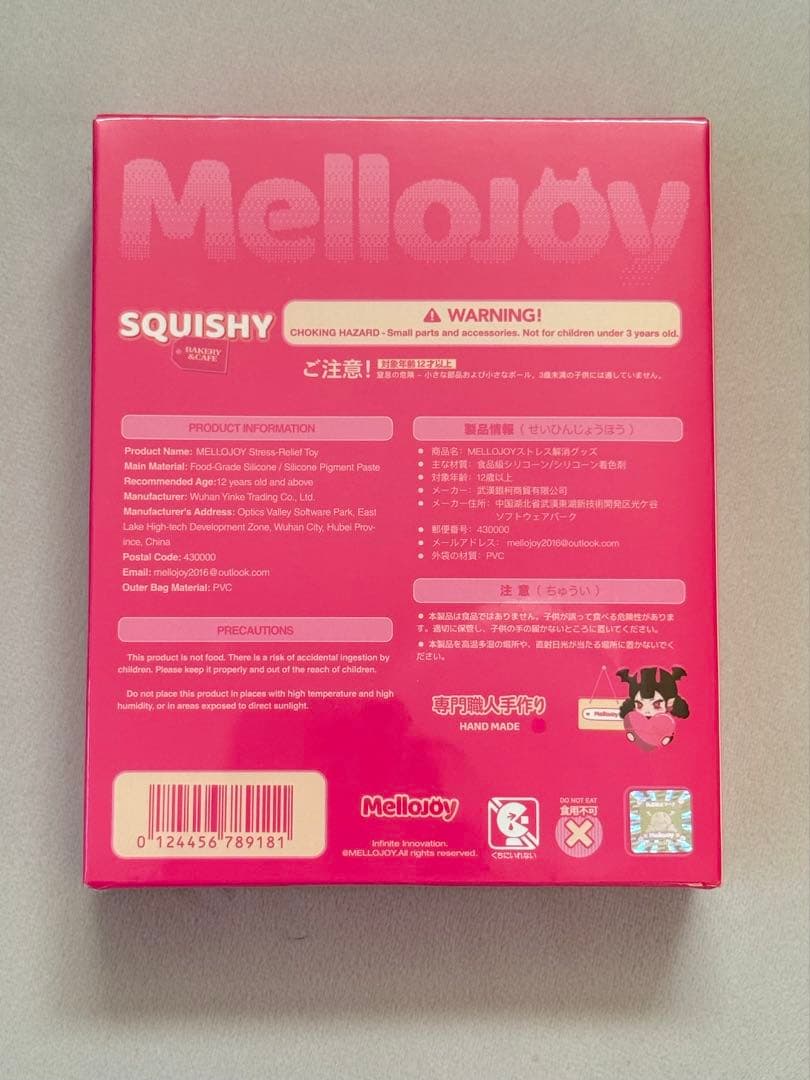 Mellojoy
SQUISHY
BAKERY
&CAFE
WARNING!
CHOKING HAZARD - Small parts and accessories. Not for children under 3 years old.
ご注意！
対象年齢12才以上
窒息の危険 - 小さな部品および小さなボール。3歳未満の子供には適していません。
PRODUCT INFORMATION
Product Name: MELLOJOY Stress-Relief Toy
Main Material: Food-Grade Silicone / Silicone Pigment Paste
Recommended Age:12 years old and above
Manufacturer: Wuhan Yinke Trading Co., Ltd.
Manufacturer's Address: Optics Valley Software Park, East
Lake High-tech Development Zone, Wuhan City, Hubei Prov-
ince, China
Postal Code: 430000
Email: mellojoy2016@outlook.com
Outer Bag Material: PVC
PRECAUTIONS
This product is not food. There is a risk of accidental ingestion by
children. Please keep it properly and out of the reach of children.
Do not place this product in places with high temperature and high
humidity, or in areas exposed to direct sunlight.
製品情報（せいひんじょうほう）
● 商品名：MELLOJOYストレス解消グッズ
● 主な材質：食品級シリコーン/シリコーン着色剤
● 対象年齢：12歳以上
● メーカー：武漢銀柯商貿有限公司
● メーカー住所：中国湖北省武漢東湖新技術開発区光ケ谷
ソフトウェアパーク
● 郵便番号：430000
● メールアドレス： mellojoy2016@outlook.com
● 外袋の材質：PVC
注 意（ちゅうい）
● 本製品は食品ではありません。子供が誤って食べる危険性がありま
す。適切に保管し、子供の手の届かないところに置いてください。
● 本製品を高温多湿の場所や、直射日光が当たる場所に置かないでく
ださい。
専門職人手作り
HAND MADE
Mellojoy
0 124456 789181
Mellojoy
Infinite Innovation.
@MELLOJOY.All rights reserved.
くちにいれない
DO NOT EAT
食用不可
Mellojoy